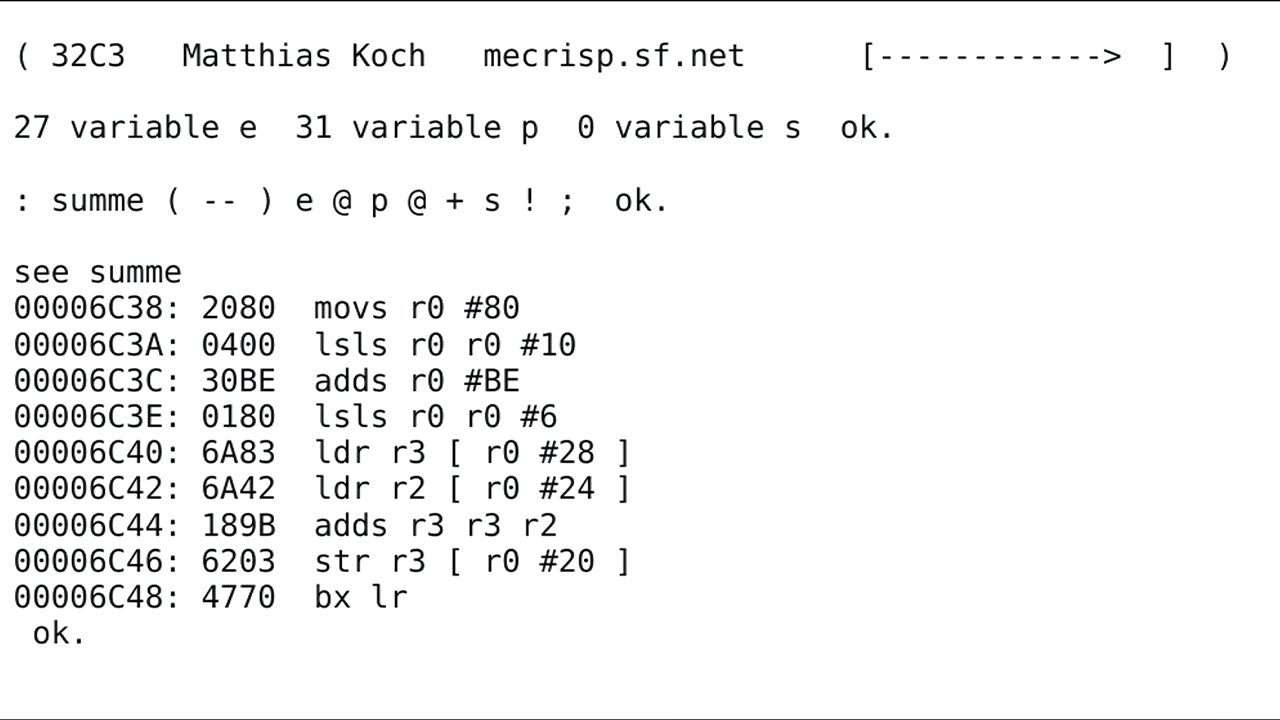 ( 32C3   Matthias Koch   mecrisp.sf.net      [------------>  ]  )
27 variable e  31 variable p  0 variable s  ok.
: summe ( -- ) e @ p @ + s ! ;  ok.
see summe
00006C38: 2080  movs r0 #80
00006C3A: 0400  lsls r0 r0 #10
00006C3C: 30BE  adds r0 #BE
00006C3E: 0180  lsls r0 r0 #6
00006C40: 6A83  ldr r3 [ r0 #28 ]
00006C42: 6A42  ldr r2 [ r0 #24 ]
00006C44: 189B  adds r3 r3 r2
00006C46: 6203  str r3 [ r0 #20 ]
00006C48: 4770  bx lr
 ok.